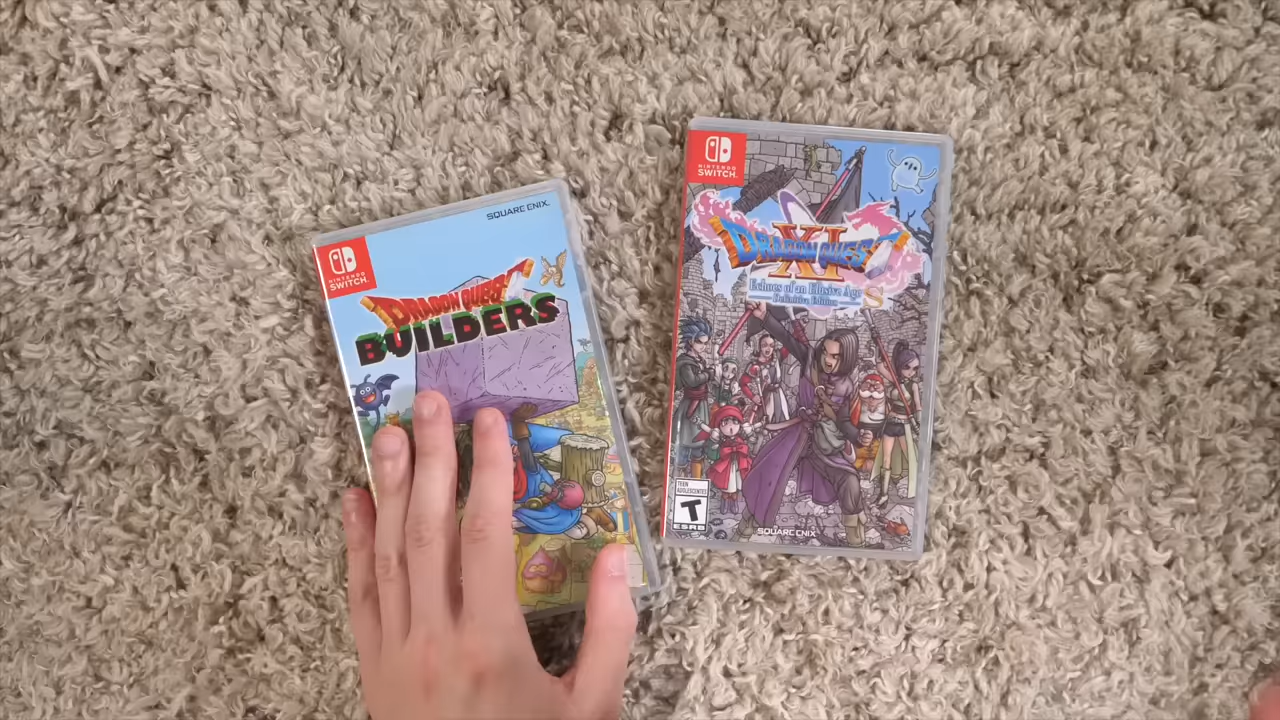 SQUARE ENIX.
NINTENDO
SWITCH.
DRAGON QUEST
BUILDERS
NINTENDO
SWITCH.
DRAGON QUEST
XI
Echoes of an Elusive Age
S
Definitive Edition
TEEN
ADOLESCENTES
T
ESRB
SQUARE ENIX